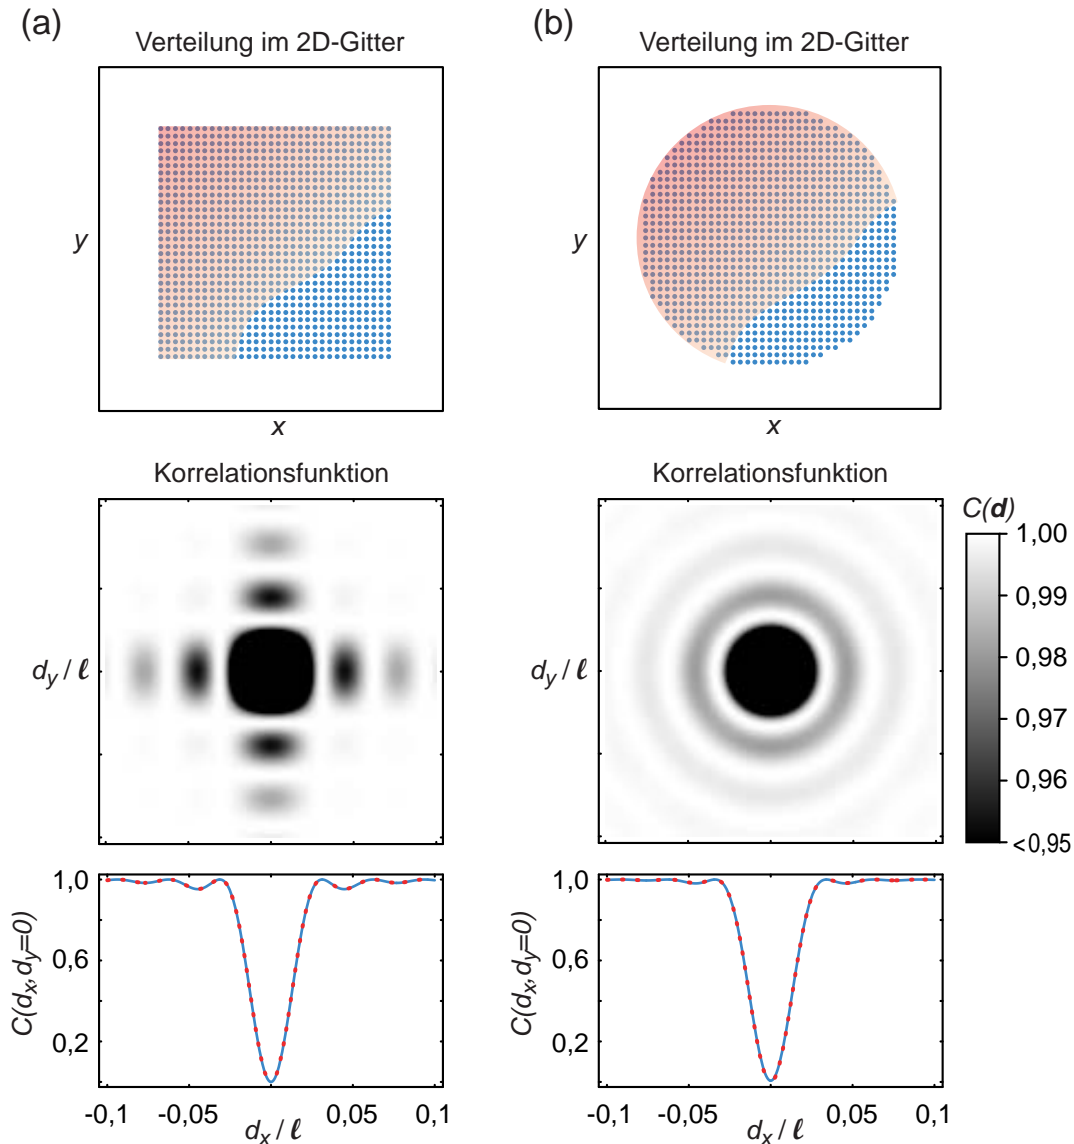 (a)
Verteilung im 2D-Gitter
y
x
(b)
Verteilung im 2D-Gitter
y
x
Korrelationsfunktion
d_y / ℓ
Korrelationsfunktion
d_y / ℓ
C(d)
1,00
0,99
0,98
0,97
0,96
<0,95
C(d_x,d_y=0)
1,0
0,6
0,2
-0,1 -0,05 0 0,05 0,1
d_x / ℓ
C(d_x,d_y=0)
1,0
0,6
0,2
-0,1 -0,05 0 0,05 0,1
d_x / ℓ